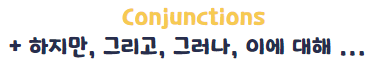 Conjunctions
+ 하지만, 그리고, 그러나, 이에 대해 ...